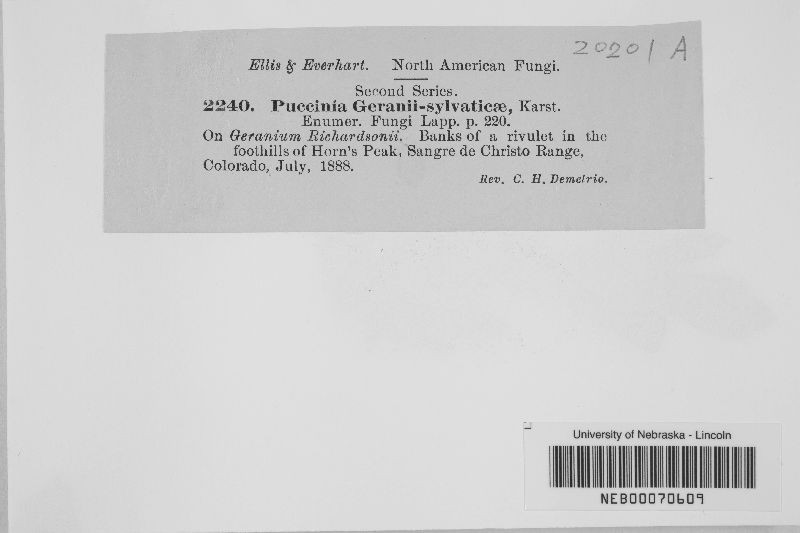 20201 A
Ellis & Everhart. North American Fungi.
Second Series.
2240. Puccinia Geranii-sylvaticæ, Karst.
Enumer. Fungi Lapp. p. 220.
On Geranium Richardsonii. Banks of a rivulet in the
foothills of Horn's Peak, Sangre de Christo Range,
Colorado, July, 1888.
Rev. C. H. Demetrio.
University of Nebraska - Lincoln
NEB00070609